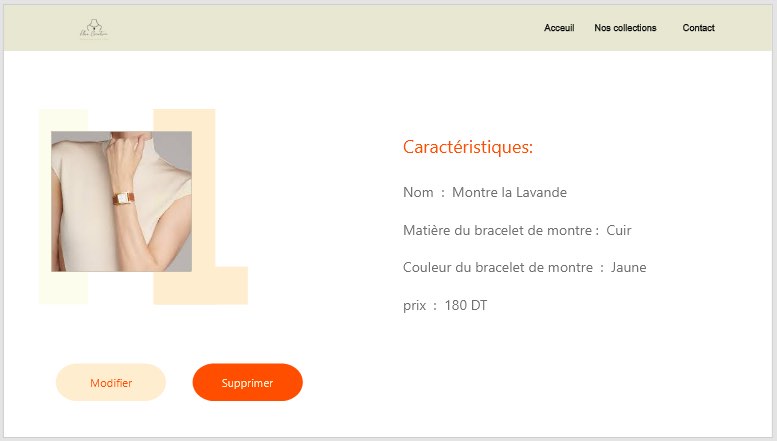 Acceuil
Nos collections
Contact
Caractéristiques:
Nom : Montre la Lavande
Matière du bracelet de montre : Cuir
Couleur du bracelet de montre : Jaune
prix : 180 DT
Modifier
Supprimer